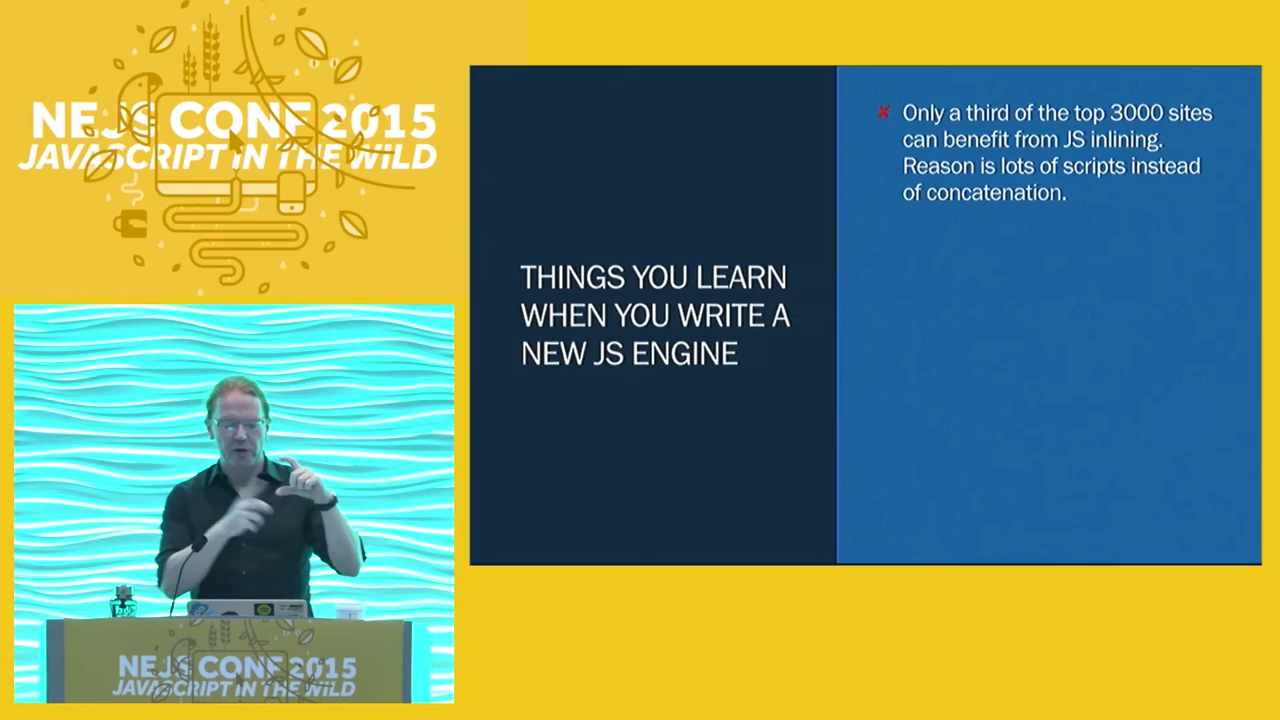 NEJS CONF 2015
JAVASCRIPT IN THE WILD
THINGS YOU LEARN
WHEN YOU WRITE A
NEW JS ENGINE
✘ Only a third of the top 3000 sites
can benefit from JS inlining.
Reason is lots of scripts instead
of concatenation.
NEJS CONF 2015
JAVASCRIPT IN THE WILD